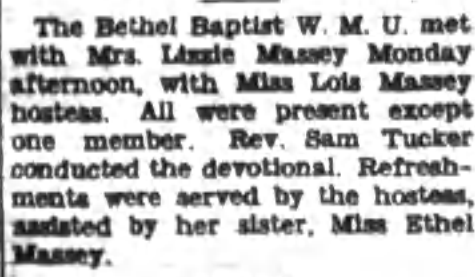 The Bethel Baptist W. M. U. met
with Mrs. Lizzie Massey Monday
afternoon, with Miss Lois Massey
hostess. All were present except
one member. Rev. Sam Tucker
conducted the devotional. Refresh-
ments were served by the hostess,
assisted by her sister, Miss Ethel
Massey.